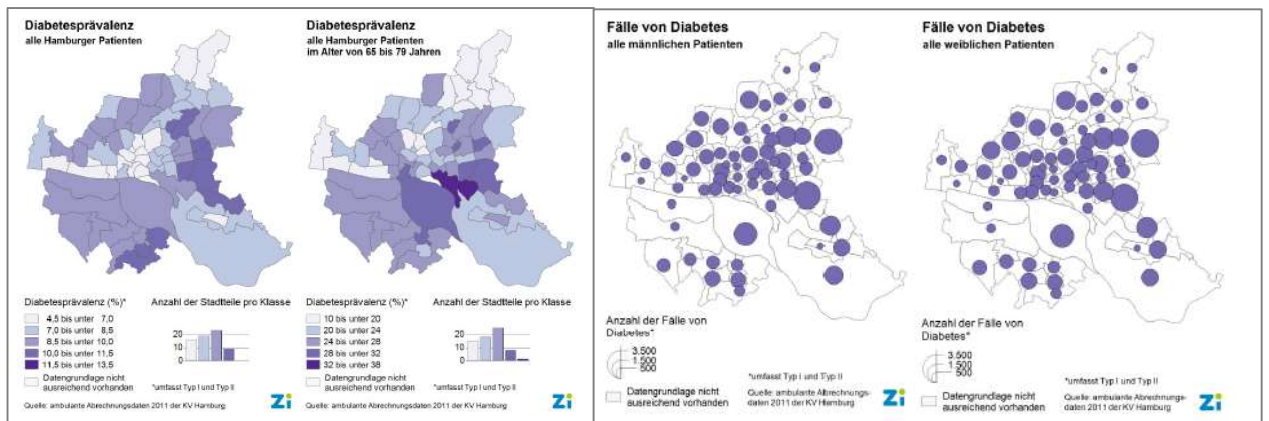 Diabetesprävalenz
alle Hamburger Patienten
Diabetesprävalenz (%)*
4,5 bis unter 7,0
7,0 bis unter 8,5
8,5 bis unter 10,0
10,0 bis unter 11,5
11,5 bis unter 13,5
Datengrundlage nicht
ausreichend vorhanden
Anzahl der Stadtteile pro Klasse
20
10
0
*umfasst Typ I und Typ II
Quelle: ambulante Abrechnungsdaten 2011 der KV Hamburg
Zi
Diabetesprävalenz
alle Hamburger Patienten
im Alter von 65 bis 79 Jahren
Diabetesprävalenz (%)*
10 bis unter 20
20 bis unter 24
24 bis unter 28
28 bis unter 32
32 bis unter 38
Datengrundlage nicht
ausreichend vorhanden
Anzahl der Stadtteile pro Klasse
20
10
0
*umfasst Typ I und Typ II
Quelle: ambulante Abrechnungsdaten 2011 der KV Hamburg
Zi
Fälle von Diabetes
alle männlichen Patienten
Anzahl der Fälle von
Diabetes*
3.500
1.500
500
Datengrundlage nicht
ausreichend vorhanden
*umfasst Typ I und Typ II
Quelle: ambulante Abrechnungs-
daten 2011 der KV Hamburg
Zi
Fälle von Diabetes
alle weiblichen Patienten
Anzahl der Fälle von
Diabetes*
3.500
1.500
500
Datengrundlage nicht
ausreichend vorhanden
*umfasst Typ I und Typ II
Quelle: ambulante Abrechnungs-
daten 2011 der KV Hamburg
Zi